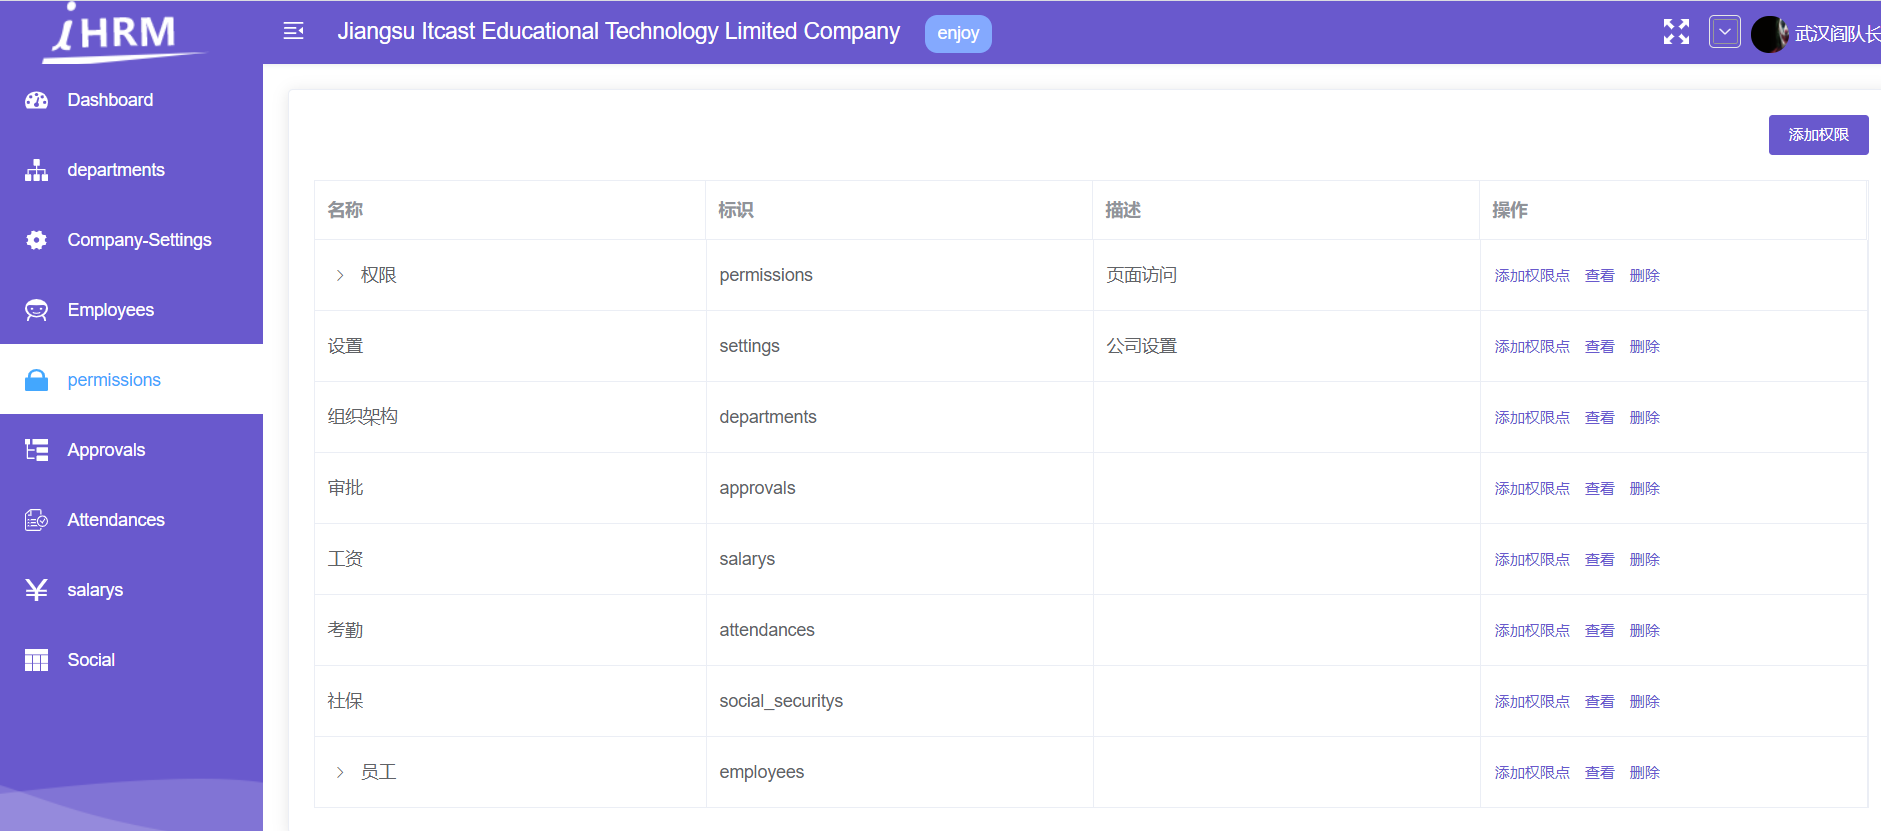 iHRM
Jiangsu Itcast Educational Technology Limited Company enjoy 武汉阎队长
Dashboard
departments
Company-Settings
Employees
permissions
Approvals
Attendances
salarys
Social
添加权限
名称 标识 描述 操作
权限 permissions 页面访问 添加权限点 查看 删除
设置 settings 公司设置 添加权限点 查看 删除
组织架构 departments 添加权限点 查看 删除
审批 approvals 添加权限点 查看 删除
工资 salarys 添加权限点 查看 删除
考勤 attendances 添加权限点 查看 删除
社保 social_securitys 添加权限点 查看 删除
员工 employees 添加权限点 查看 删除